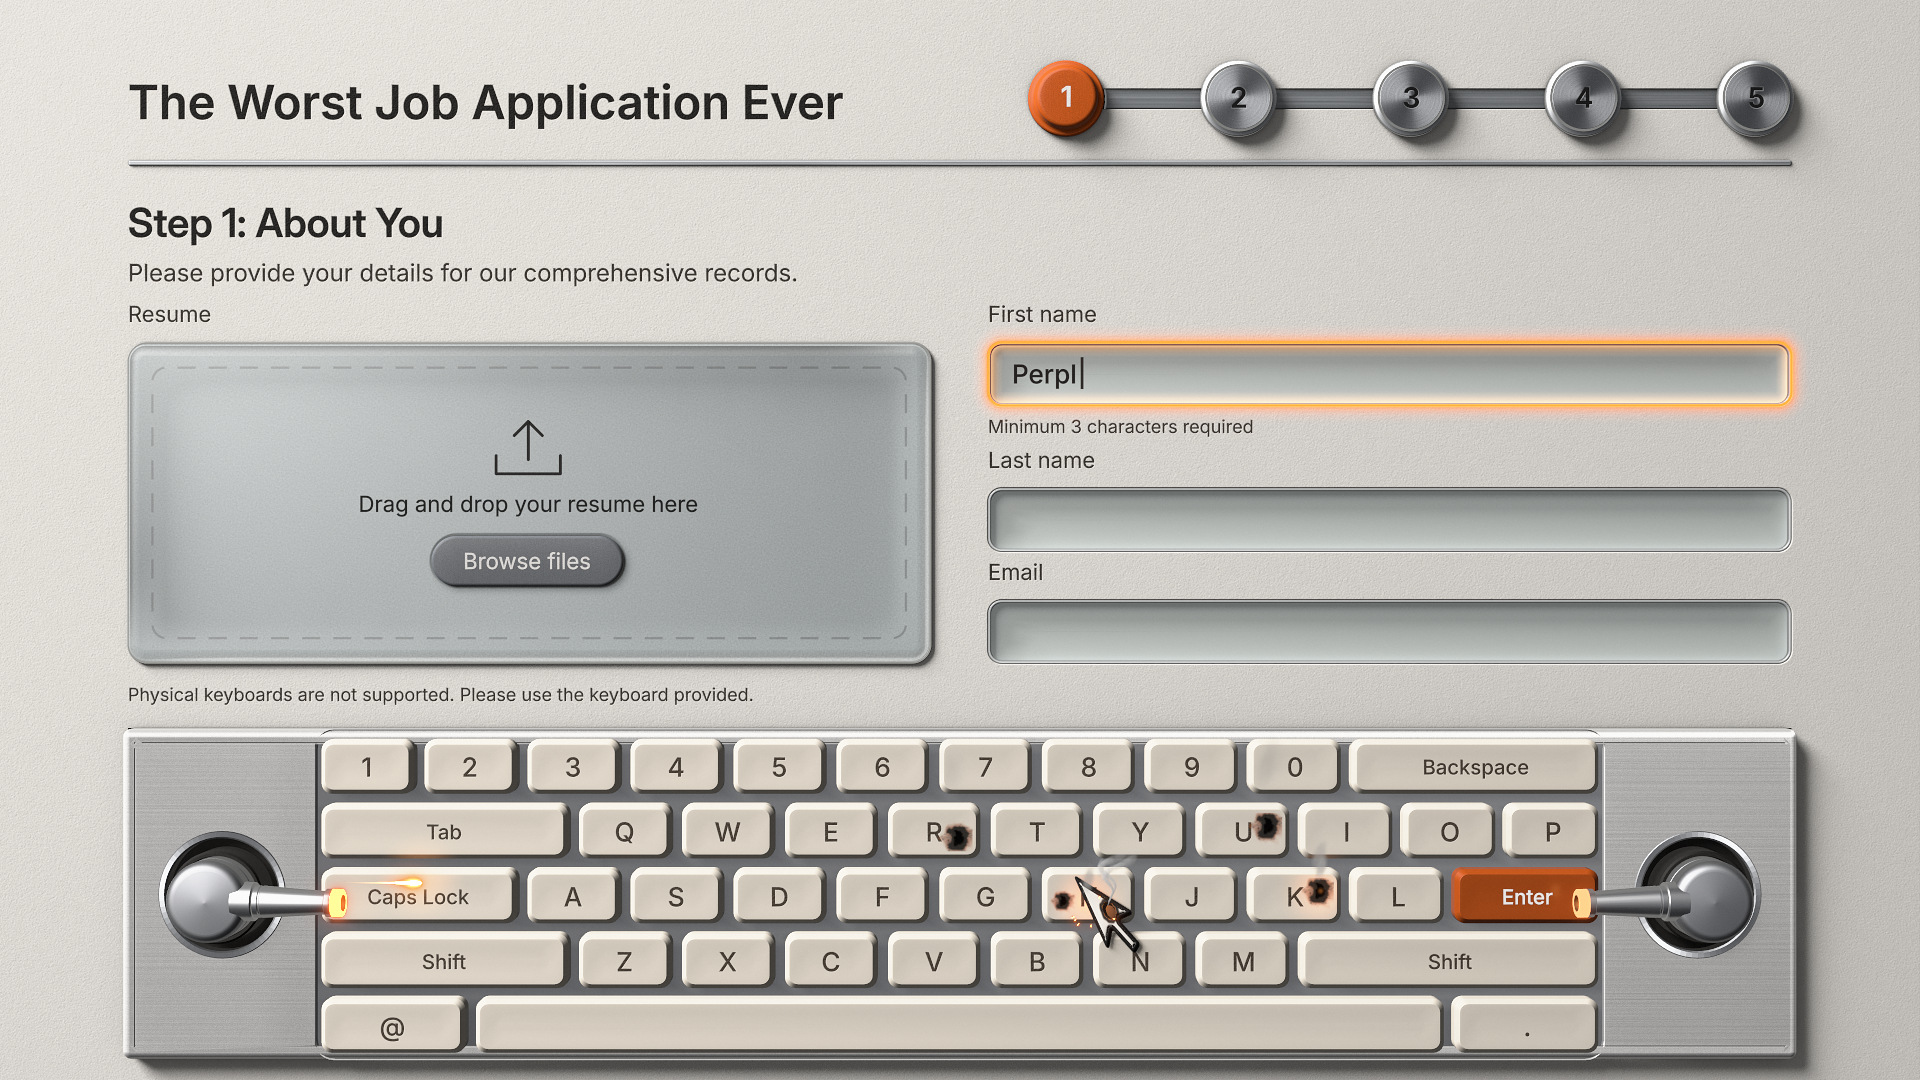 The Worst Job Application Ever
1 2 3 4 5
Step 1: About You
Please provide your details for our comprehensive records.
Resume
Drag and drop your resume here
Browse files
First name
Perpl
Minimum 3 characters required
Last name
Email
Physical keyboards are not supported. Please use the keyboard provided.
1 2 3 4 5 6 7 8 9 0 Backspace
Tab Q W E R T Y U I O P
Caps Lock A S D F G J K L Enter
Shift Z X C V B N M Shift
@ .